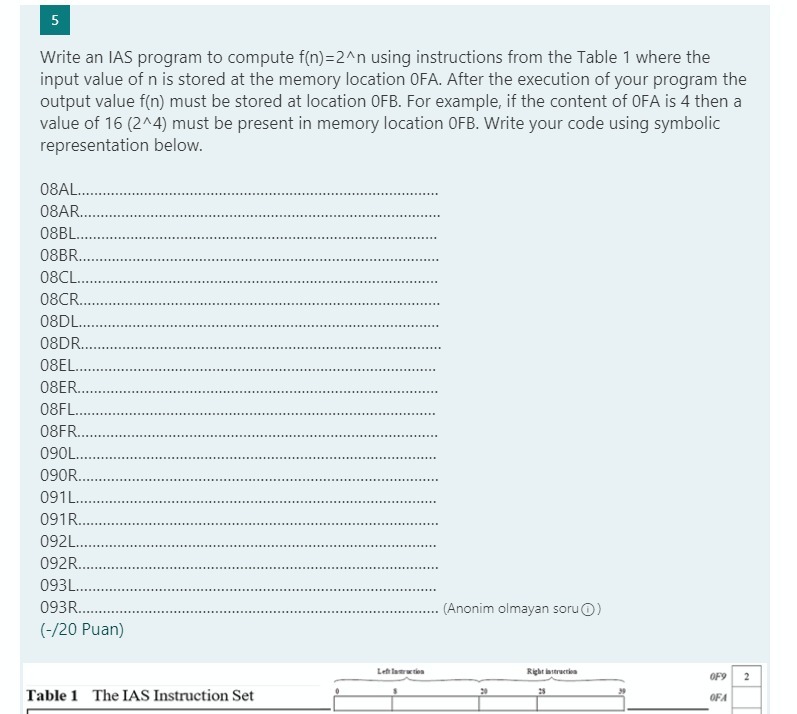 5
Write an IAS program to compute f(n)=2^n using instructions from the Table 1 where the
input value of n is stored at the memory location 0FA. After the execution of your program the
output value f(n) must be stored at location 0FB. For example, if the content of 0FA is 4 then a
value of 16 (2^4) must be present in memory location 0FB. Write your code using symbolic
representation below.
08AL..........................................................................................
08AR..........................................................................................
08BL..........................................................................................
08BR..........................................................................................
08CL..........................................................................................
08CR..........................................................................................
08DL..........................................................................................
08DR..........................................................................................
08EL..........................................................................................
08ER..........................................................................................
08FL..........................................................................................
08FR..........................................................................................
090L..........................................................................................
090R..........................................................................................
091L..........................................................................................
091R..........................................................................................
092L..........................................................................................
092R..........................................................................................
093L..........................................................................................
093R.......................................................................................... (Anonim olmayan soruⓘ)
(-/20 Puan)
Left Instruction Right Instruction
0F9 2
Table 1 The IAS Instruction Set
0 8 20 28 39
0FA